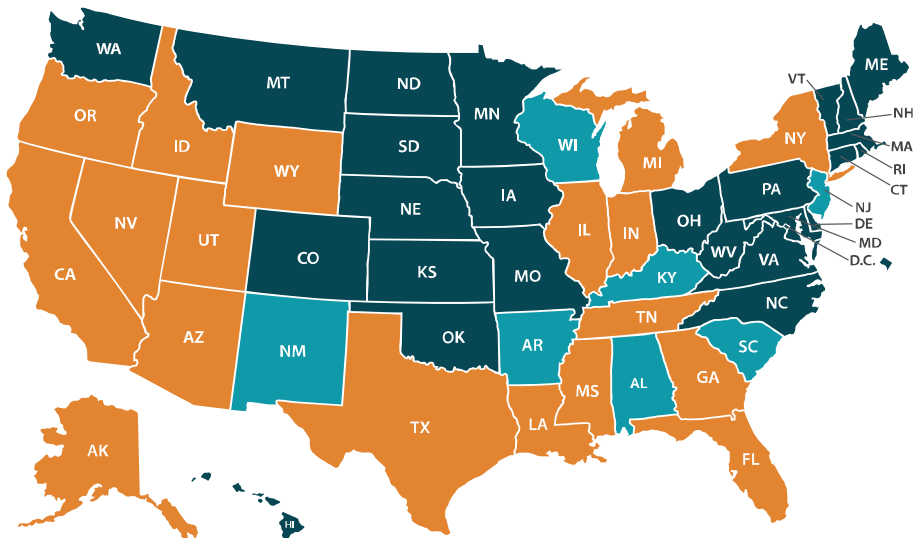 WA
MT
ND
MN
ME
VT
NH
MA
RI
CT
OR
ID
WY
SD
WI
MI
NY
NV
UT
CO
NE
IA
IL
IN
OH
PA
NJ
DE
MD
D.C.
CA
KS
MO
KY
WV
VA
AZ
NM
OK
AR
TN
NC
SC
TX
LA
MS
AL
GA
FL
AK
HI